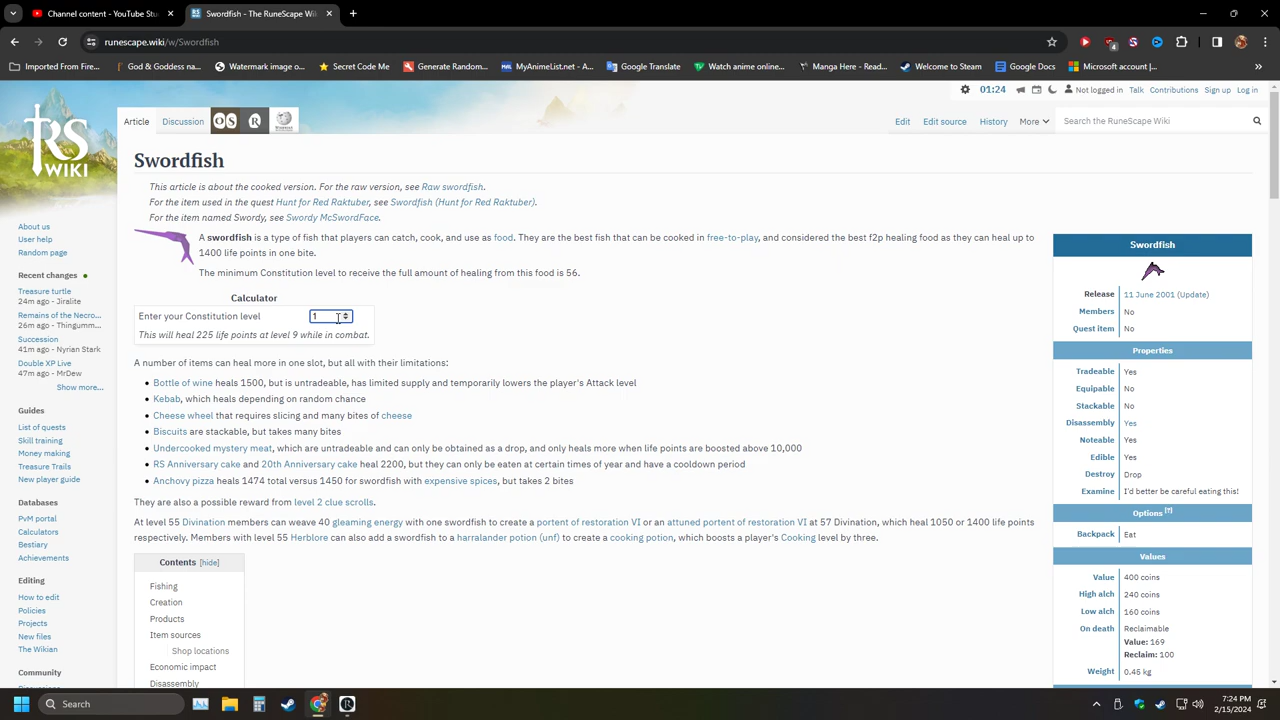 Content - YouTube Stu
Swordfish - The RuneScape Wiki
runescape.wiki/w/Swordfish
4
Imported From Fire...
God & Goddess na...
Watermark image o...
Secret Code Me
Generate Random...
MyAnimeList.net - A...
Watch anime online...
Manga Here - Read...
Welcome to Steam
Google Docs
Microsoft account |...
01:24
Not logged in
Talk
Contributions
Sign up
Log in
RS
WIKI
Article
Discussion
OS
R
W
Edit
Edit source
History
More
Search the RuneScape Wiki
Swordfish
This article is about the cooked version. For the raw version, see Raw swordfish.
For the item used in the quest Hunt for Red Raktuber, see Swordfish (Hunt for Red Raktuber).
For the item named Swordy, see Swordy McSwordFace.
A swordfish is a type of fish that players can catch, cook, and use as food. They are the best fish that can be cooked in free-to-play, and considered the best f2p healing food as they can heal up to
1400 life points in one bite.
The minimum Constitution level to receive the full amount of healing from this food is 56.
Calculator
Enter your Constitution level 1
This will heal 225 life points at level 9 while in combat.
A number of items can heal more in one slot, but all with their limitations:
• Bottle of wine heals 1500, but is untradeable, has limited supply and temporarily lowers the player's Attack level
• Kebab, which heals depending on random chance
• Cheese wheel that requires slicing and many bites of cheese
• Biscuits are stackable, but takes many bites
• Undercooked mystery meat, which are untradeable and can only be obtained as a drop, and only heals more when life points are boosted above 10,000
• RS Anniversary cake and 20th Anniversary cake heal 2200, but they can only be eaten at certain times of year and have a cooldown period
• Anchovy pizza heals 1474 total versus 1450 for swordfish with expensive spices, but takes 2 bites
They are also a possible reward from level 2 clue scrolls.
At level 55 Divination members can weave 40 gleaming energy with one swordfish to create a portent of restoration VI or an attuned portent of restoration VI at 57 Divination, which heal 1050 or 1400 life points
respectively. Members with level 55 Herblore can also add a swordfish to a harralander potion (unf) to create a cooking potion, which boosts a player's Cooking level by three.
Contents [hide]
Fishing
Creation
Products
Item sources
Shop locations
Economic impact
Disassembly
About us
User help
Random page
Recent changes
Treasure turtle
24m ago - Jiralite
Remains of the Necro...
26m ago - Thingumm...
Succession
41m ago - Nyrian Stark
Double XP Live
47m ago - MrDew
Show more...
Guides
List of quests
Skill training
Money making
Treasure Trails
New player guide
Databases
PvM portal
Calculators
Bestiary
Achievements
Editing
How to edit
Policies
Projects
New files
The Wikian
Community
Swordfish
Release 11 June 2001 (Update)
Members No
Quest item No
Properties
Tradeable Yes
Equipable No
Stackable No
Disassembly Yes
Noteable Yes
Edible Yes
Destroy Drop
Examine I'd better be careful eating this!
Options [?]
Backpack Eat
Values
Value 400 coins
High alch 240 coins
Low alch 160 coins
On death Reclaimable
Value: 169
Reclaim: 100
Weight 0.45 kg
Search
7:24 PM
2/15/2024